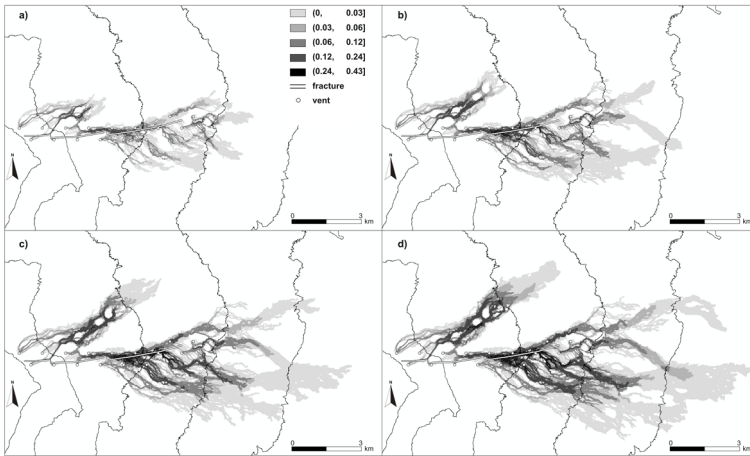 a)
(0, 0.03]
(0.03, 0.06]
(0.06, 0.12]
(0.12, 0.24]
(0.24, 0.43]
fracture
vent
N
0 3
km
b)
N
0 3
km
c)
N
0 3
km
d)
N
0 3
km